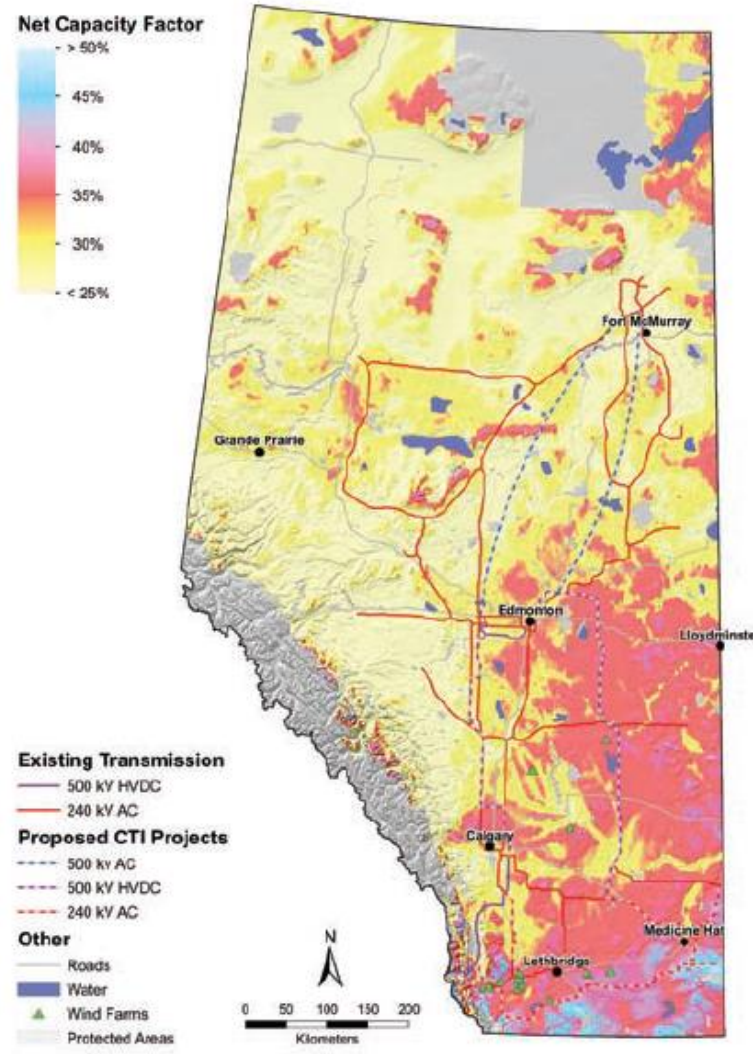 Net Capacity Factor
> 50%
45%
40%
35%
30%
< 25%
Fort McMurray
Grande Prairie
Edmonton
Lloydminste
Calgary
Medicine Hat
Lethbridge
Existing Transmission
500 kV HVDC
240 kV AC
Proposed CTI Projects
500 kV AC
500 kV HVDC
240 kV AC
Other
Roads
Water
Wind Farms
Protected Areas
N
0 50 100 150 200
Kilometers